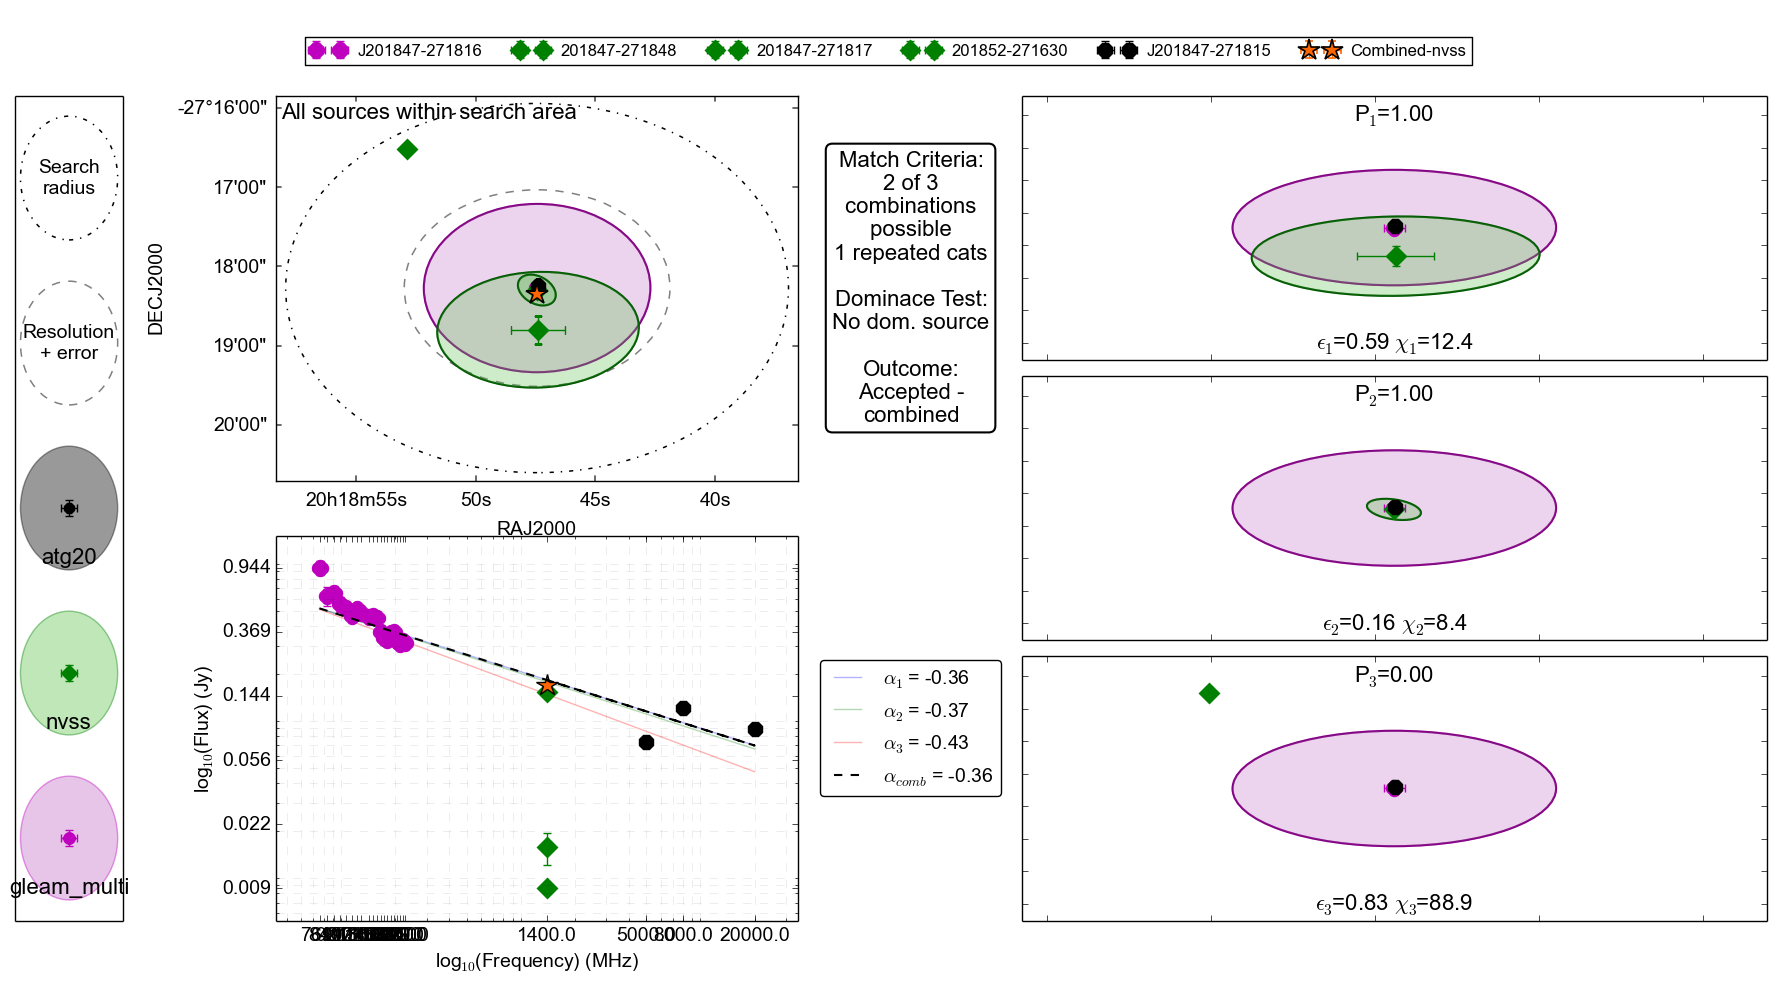 J201847-271816 201847-271848 201847-271817 201852-271630 J201847-271815 Combined-nvss
Search
radius
Resolution
+ error
atg20
nvss
gleam_multi
All sources within search area
-27°16'00"
17'00"
18'00"
19'00"
20'00"
DECJ2000
20h18m55s 50s 45s 40s
RAJ2000
Match Criteria:
2 of 3
combinations
possible
1 repeated cats
Dominace Test:
No dom. source
Outcome:
Accepted -
combined
P1=1.00
ϵ1=0.59 χ1=12.4
P2=1.00
ϵ2=0.16 χ2=8.4
P3=0.00
ϵ3=0.83 χ3=88.9
0.944
0.369
0.144
0.056
0.022
0.009
log10(Flux) (Jy)
1400.0 5000.0 8000.0 20000.0
log10(Frequency) (MHz)
α1 = -0.36
α2 = -0.37
α3 = -0.43
αcomb = -0.36